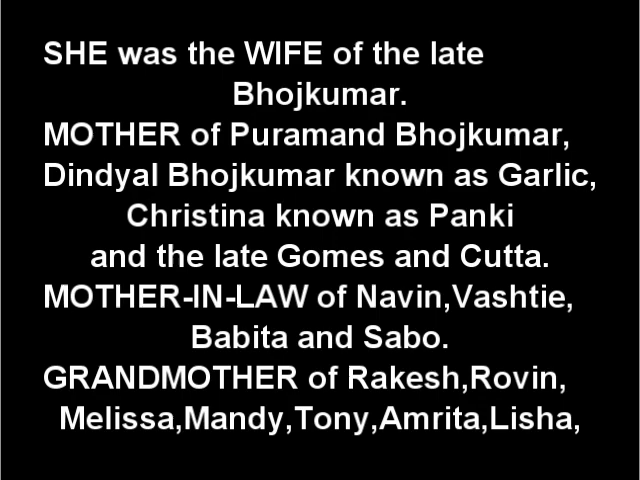 SHE was the WIFE of the late
Bhojkumar.
MOTHER of Puramand Bhojkumar,
Dindyal Bhojkumar known as Garlic,
Christina known as Panki
and the late Gomes and Cutta.
MOTHER-IN-LAW of Navin,Vashtie,
Babita and Sabo.
GRANDMOTHER of Rakesh,Rovin,
Melissa,Mandy,Tony,Amrita,Lisha,